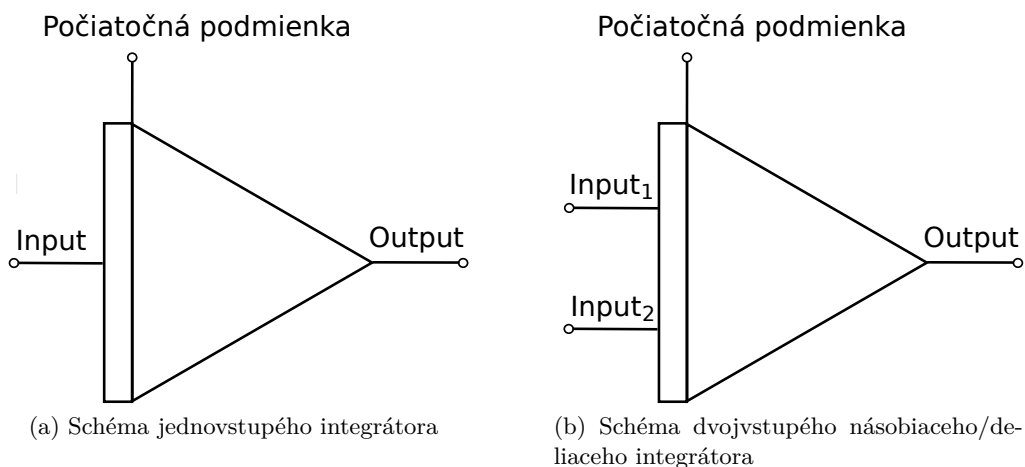 Počiatočná podmienka
Input
Output
(a) Schéma jednovstupého integrátora
Počiatočná podmienka
Input₁
Input₂
Output
(b) Schéma dvojvstupého násobiaceho/de-
liaceho integrátora